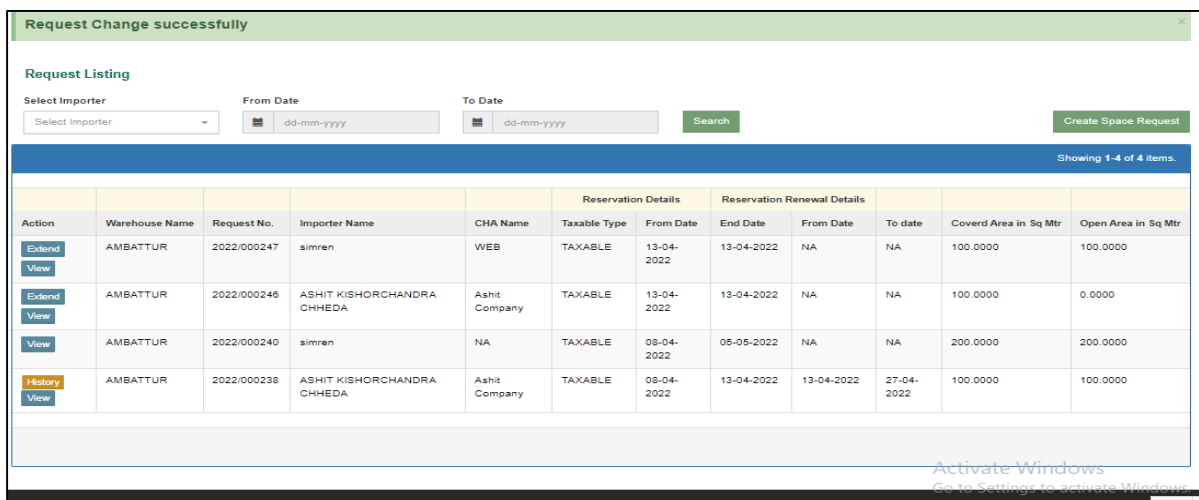 Request Change successfully ×
Request Listing
Select Importer From Date To Date
Select Importer dd-mm-yyyy dd-mm-yyyy Search Create Space Request
Showing 1-4 of 4 items.
Reservation Details Reservation Renewal Details
Action Warehouse Name Request No. Importer Name CHA Name Taxable Type From Date End Date From Date To date Coverd Area in Sq Mtr Open Area in Sq Mtr
Extend AMBATTUR 2022/000247 simren WEB TAXABLE 13-04- 13-04-2022 NA NA 100.0000 100.0000
View 2022
Extend AMBATTUR 2022/000246 ASHIT KISHORCHANDRA Ashit TAXABLE 13-04- 13-04-2022 NA NA 100.0000 0.0000
View CHHEDA Company 2022
View AMBATTUR 2022/000240 simren NA TAXABLE 08-04- 05-05-2022 NA NA 200.0000 200.0000
2022
History AMBATTUR 2022/000238 ASHIT KISHORCHANDRA Ashit TAXABLE 08-04- 13-04-2022 13-04-2022 27-04- 100.0000 100.0000
View CHHEDA Company 2022 2022
Activate Windows
Go to Settings to activate Windows.